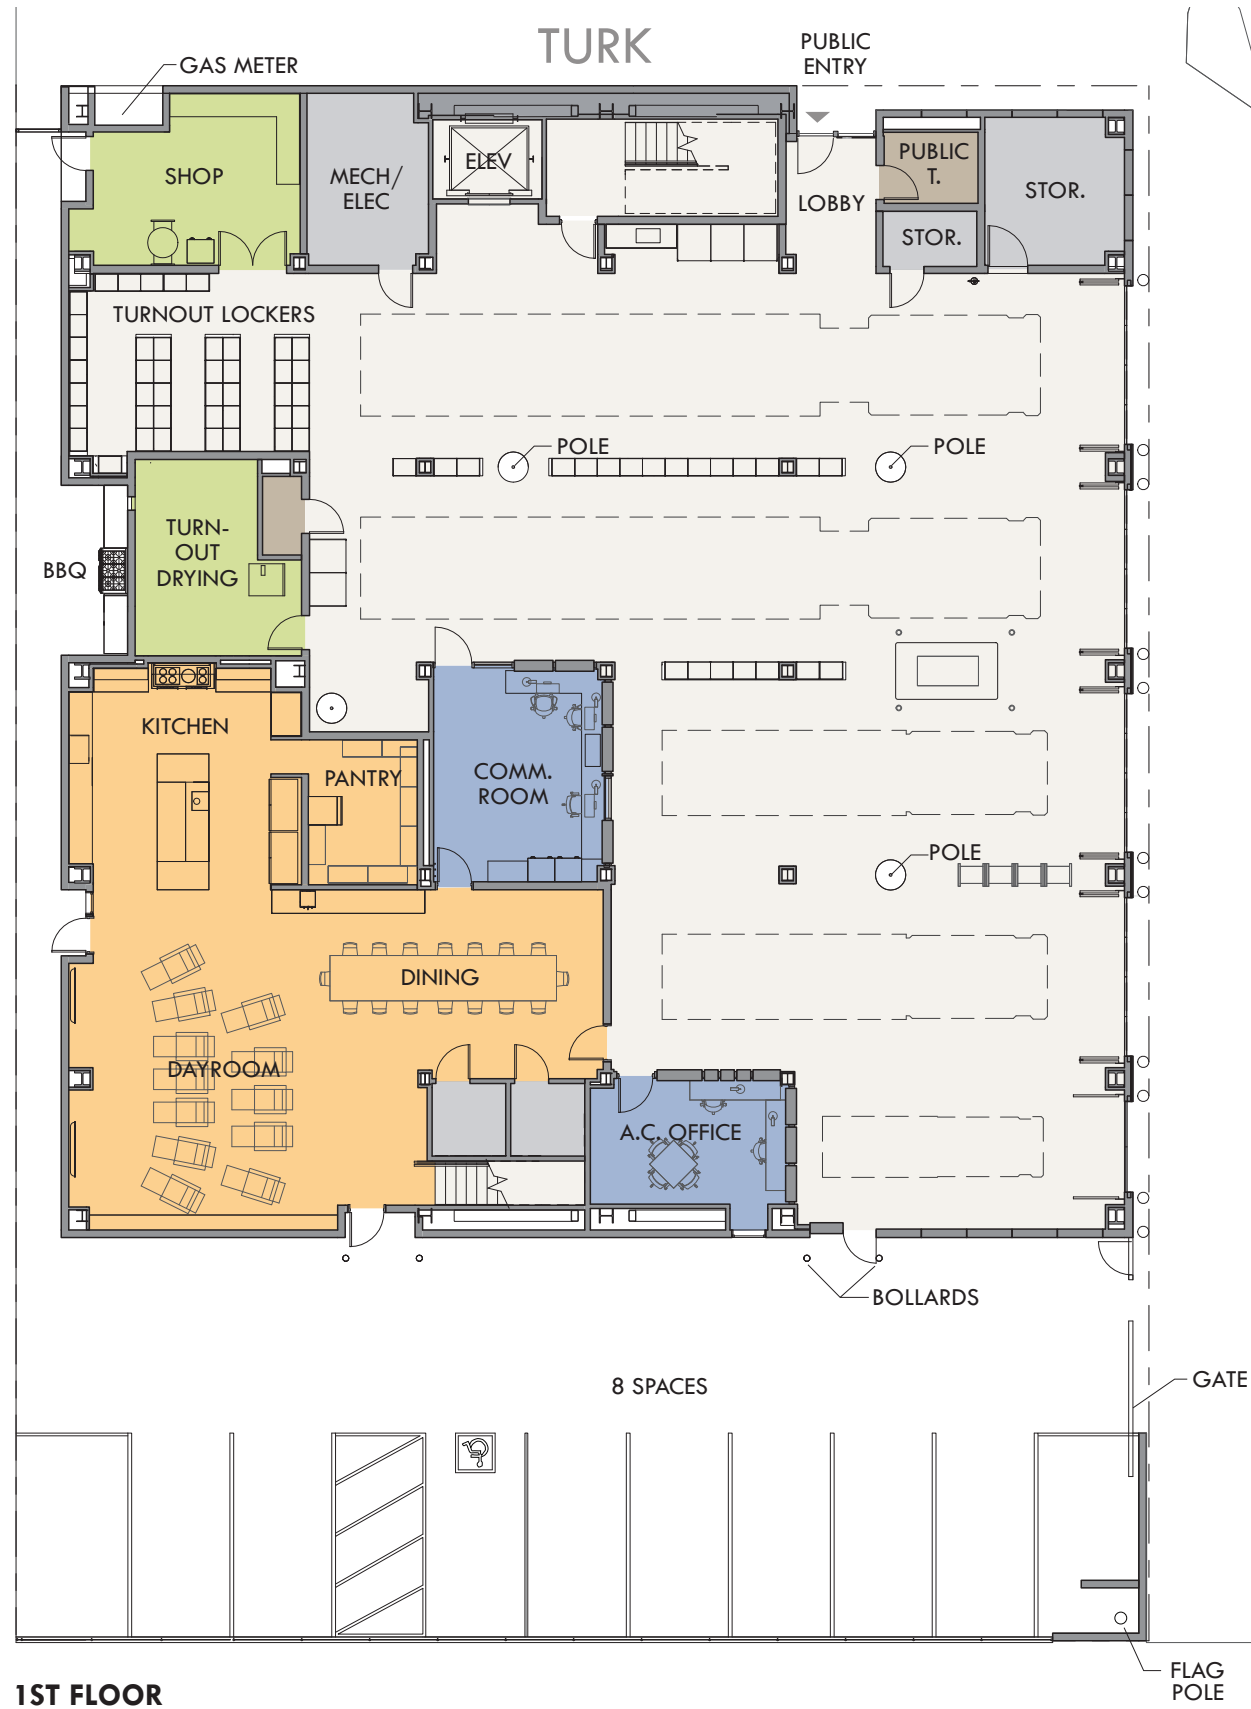 TURK
PUBLIC
ENTRY
GAS METER
SHOP
MECH/
ELEC
ELEV
LOBBY
PUBLIC
T.
STOR.
STOR.
TURNOUT LOCKERS
POLE
POLE
TURN-
OUT
DRYING
BBQ
KITCHEN
PANTRY
COMM.
ROOM
POLE
DINING
DAYROOM
A.C. OFFICE
BOLLARDS
8 SPACES
GATE
FLAG
POLE
1ST FLOOR